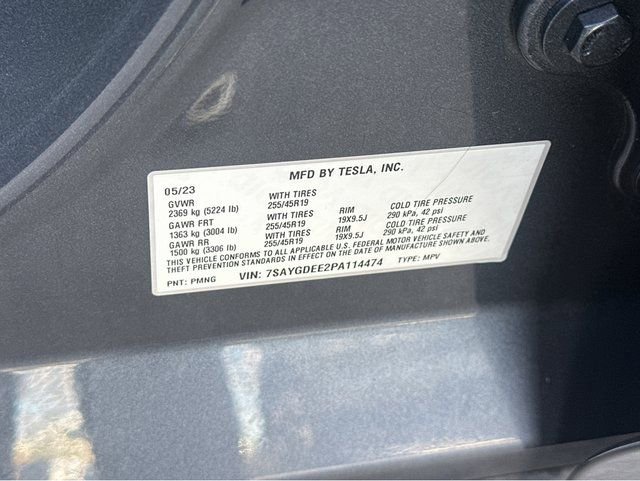 MFD BY TESLA, INC.
05/23
GVWR WITH TIRES
2369 kg (5224 lb) 255/45R19 RIM COLD TIRE PRESSURE
GAWR FRT WITH TIRES 19X9.5J 290 kPa, 42 psi
1363 kg (3004 lb) 255/45R19 RIM COLD TIRE PRESSURE
GAWR RR WITH TIRES 19X9.5J 290 kPa, 42 psi
1500 kg (3306 lb) 255/45R19
THIS VEHICLE CONFORMS TO ALL APPLICABLE U.S. FEDERAL MOTOR VEHICLE SAFETY AND
THEFT PREVENTION STANDARDS IN EFFECT ON THE DATE OF MANUFACTURE SHOWN ABOVE.
PNT: PMNG VIN: 7SAYGDEE2PA114474 TYPE: MPV